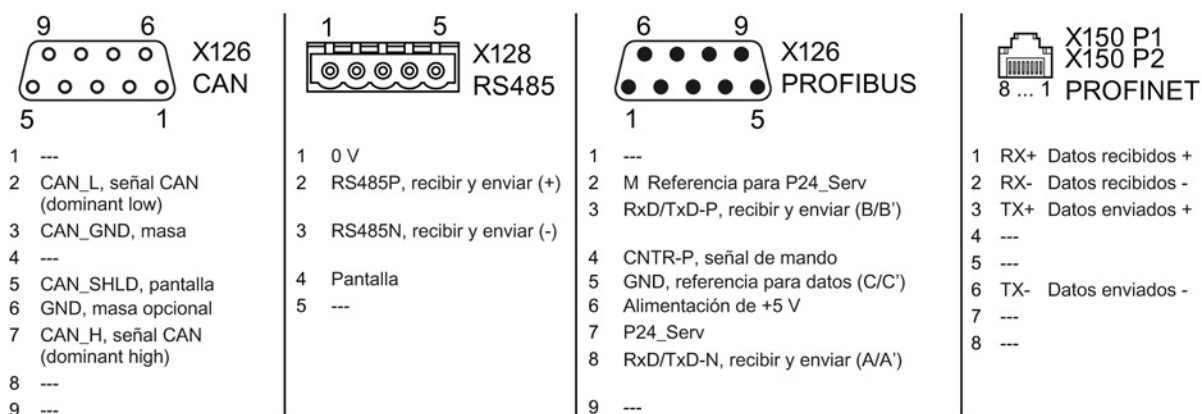 9 6
X126
CAN
5 1
1 ---
2 CAN_L, señal CAN
(dominant low)
3 CAN_GND, masa
4 ---
5 CAN_SHLD, pantalla
6 GND, masa opcional
7 CAN_H, señal CAN
(dominant high)
8 ---
9 ---
1 5
X128
RS485
1 0 V
2 RS485P, recibir y enviar (+)
3 RS485N, recibir y enviar (-)
4 Pantalla
5 ---
6 9
X126
PROFIBUS
1 5
1 ---
2 M Referencia para P24_Serv
3 RxD/TxD-P, recibir y enviar (B/B')
4 CNTR-P, señal de mando
5 GND, referencia para datos (C/C')
6 Alimentación de +5 V
7 P24_Serv
8 RxD/TxD-N, recibir y enviar (A/A')
9 ---
X150 P1
X150 P2
8 ... 1 PROFINET
1 RX+ Datos recibidos +
2 RX- Datos recibidos -
3 TX+ Datos enviados +
4 ---
5 ---
6 TX- Datos enviados -
7 ---
8 ---